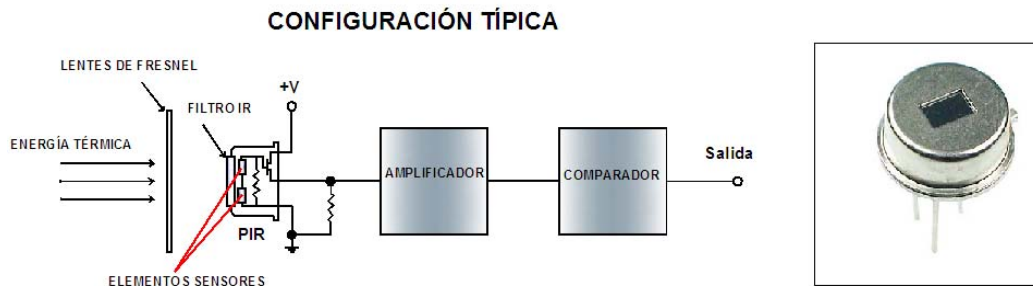 CONFIGURACIÓN TÍPICA
LENTES DE FRESNEL
+V
FILTRO IR
ENERGÍA TÉRMICA
AMPLIFICADOR
COMPARADOR
Salida
PIR
ELEMENTOS SENSORES